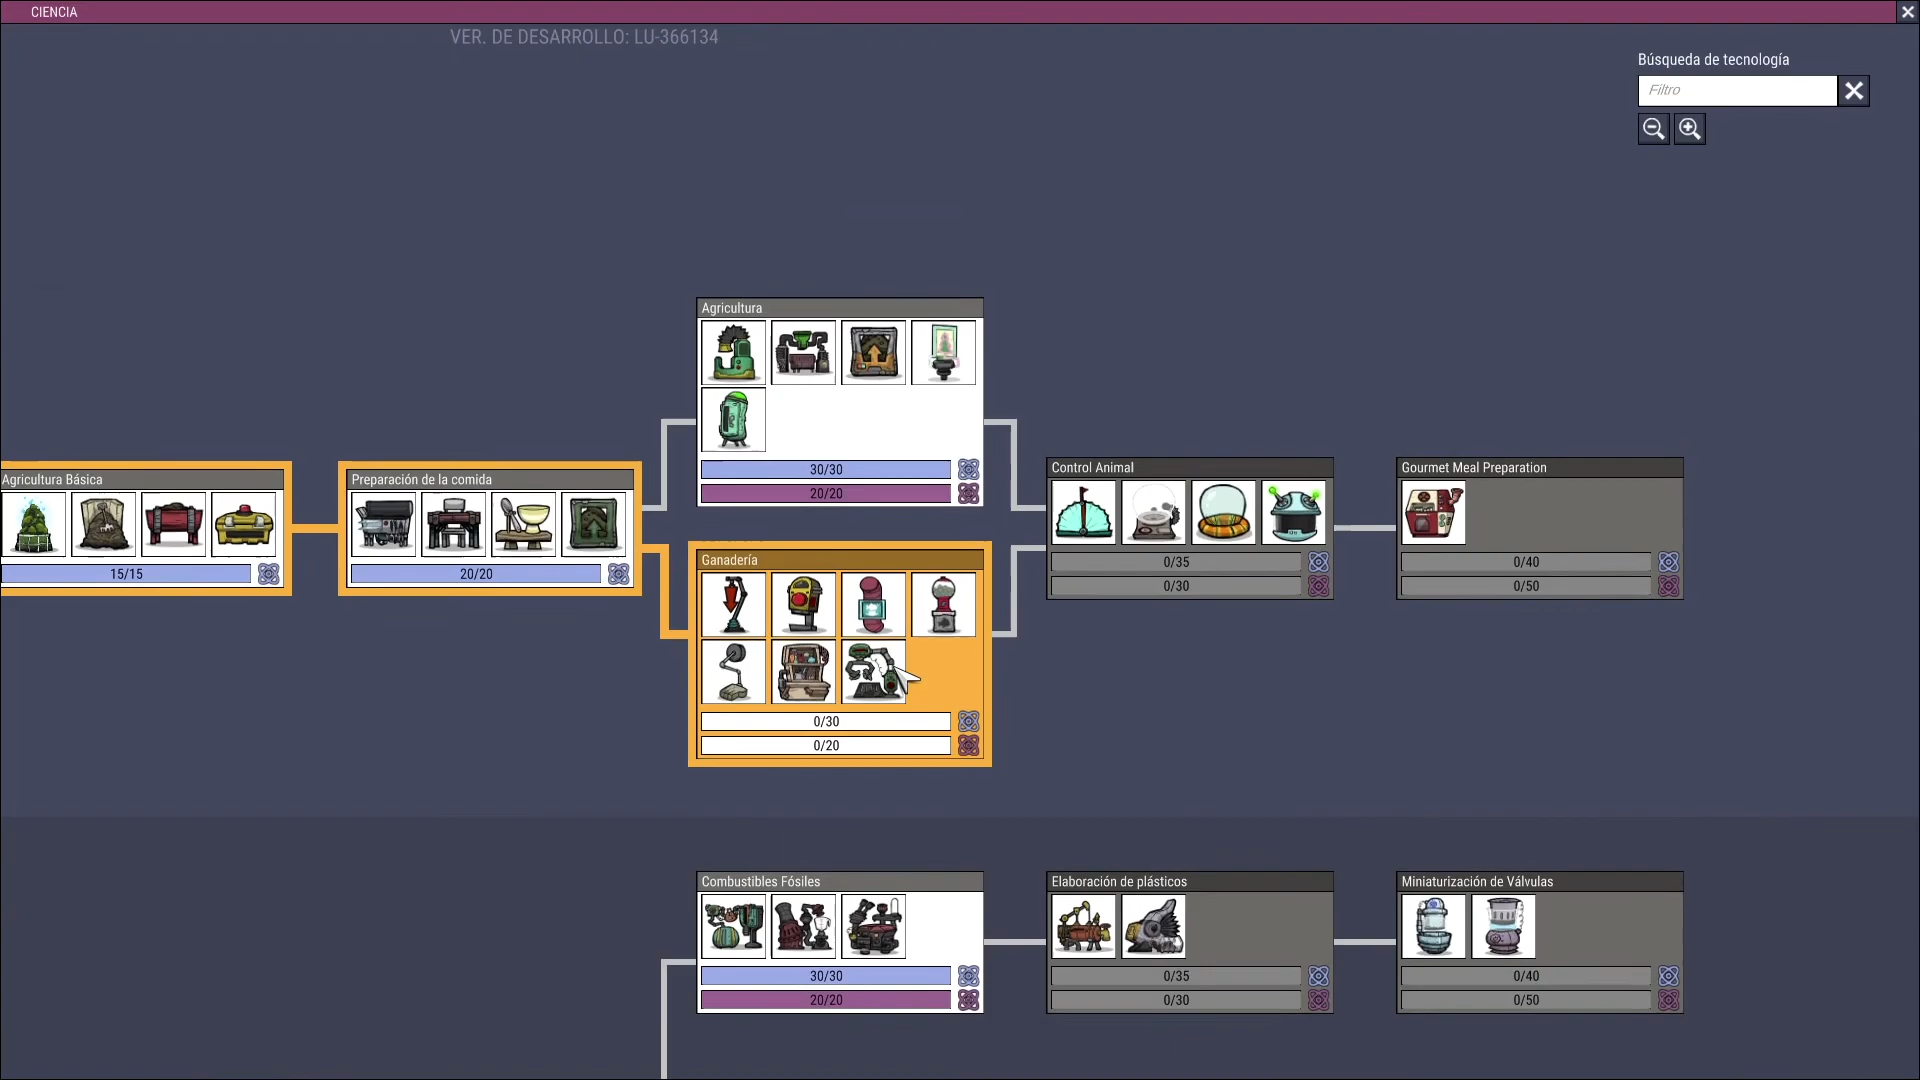 CIENCIA
VER. DE DESARROLLO: LU-366134
Búsqueda de tecnología
Filtro
Agricultura
30/30
20/20
Agricultura Básica
15/15
Preparación de la comida
20/20
Ganadería
0/30
0/20
Control Animal
0/35
0/30
Gourmet Meal Preparation
0/40
0/50
Combustibles Fósiles
30/30
20/20
Elaboración de plásticos
0/35
0/30
Miniaturización de Válvulas
0/40
0/50